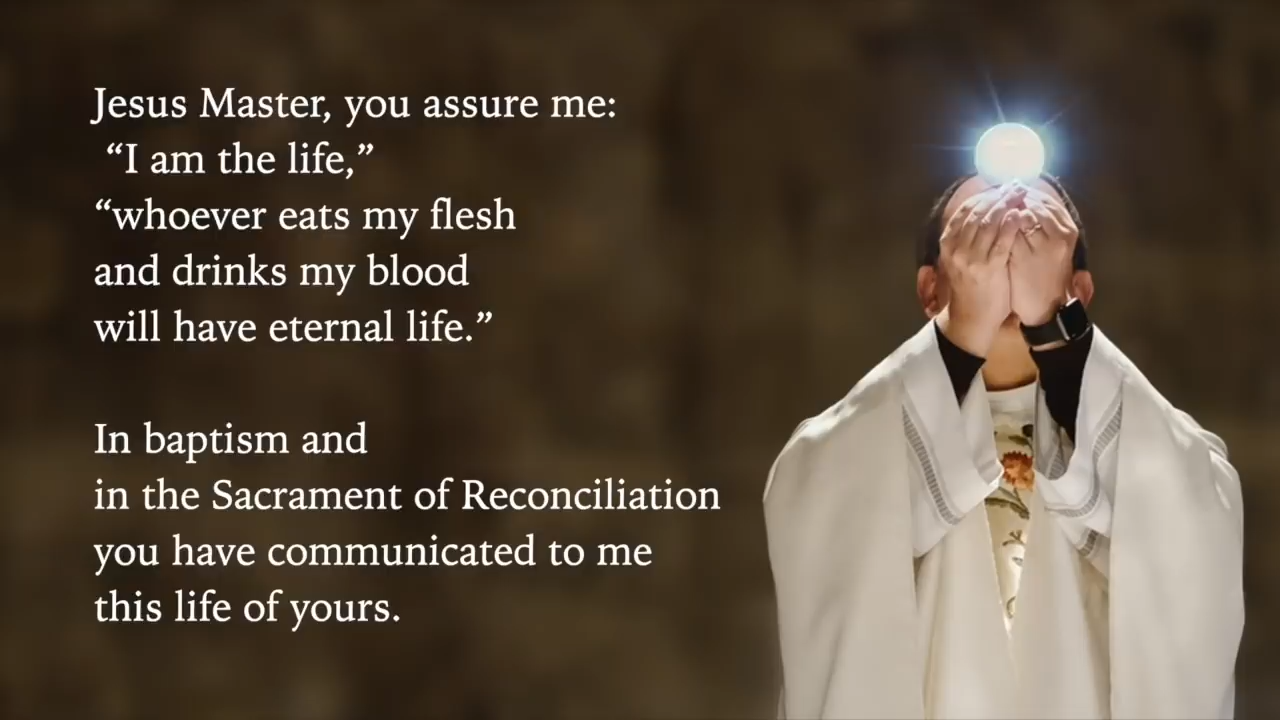 Jesus Master, you assure me:
“I am the life,”
“whoever eats my flesh
and drinks my blood
will have eternal life.”
In baptism and
in the Sacrament of Reconciliation
you have communicated to me
this life of yours.